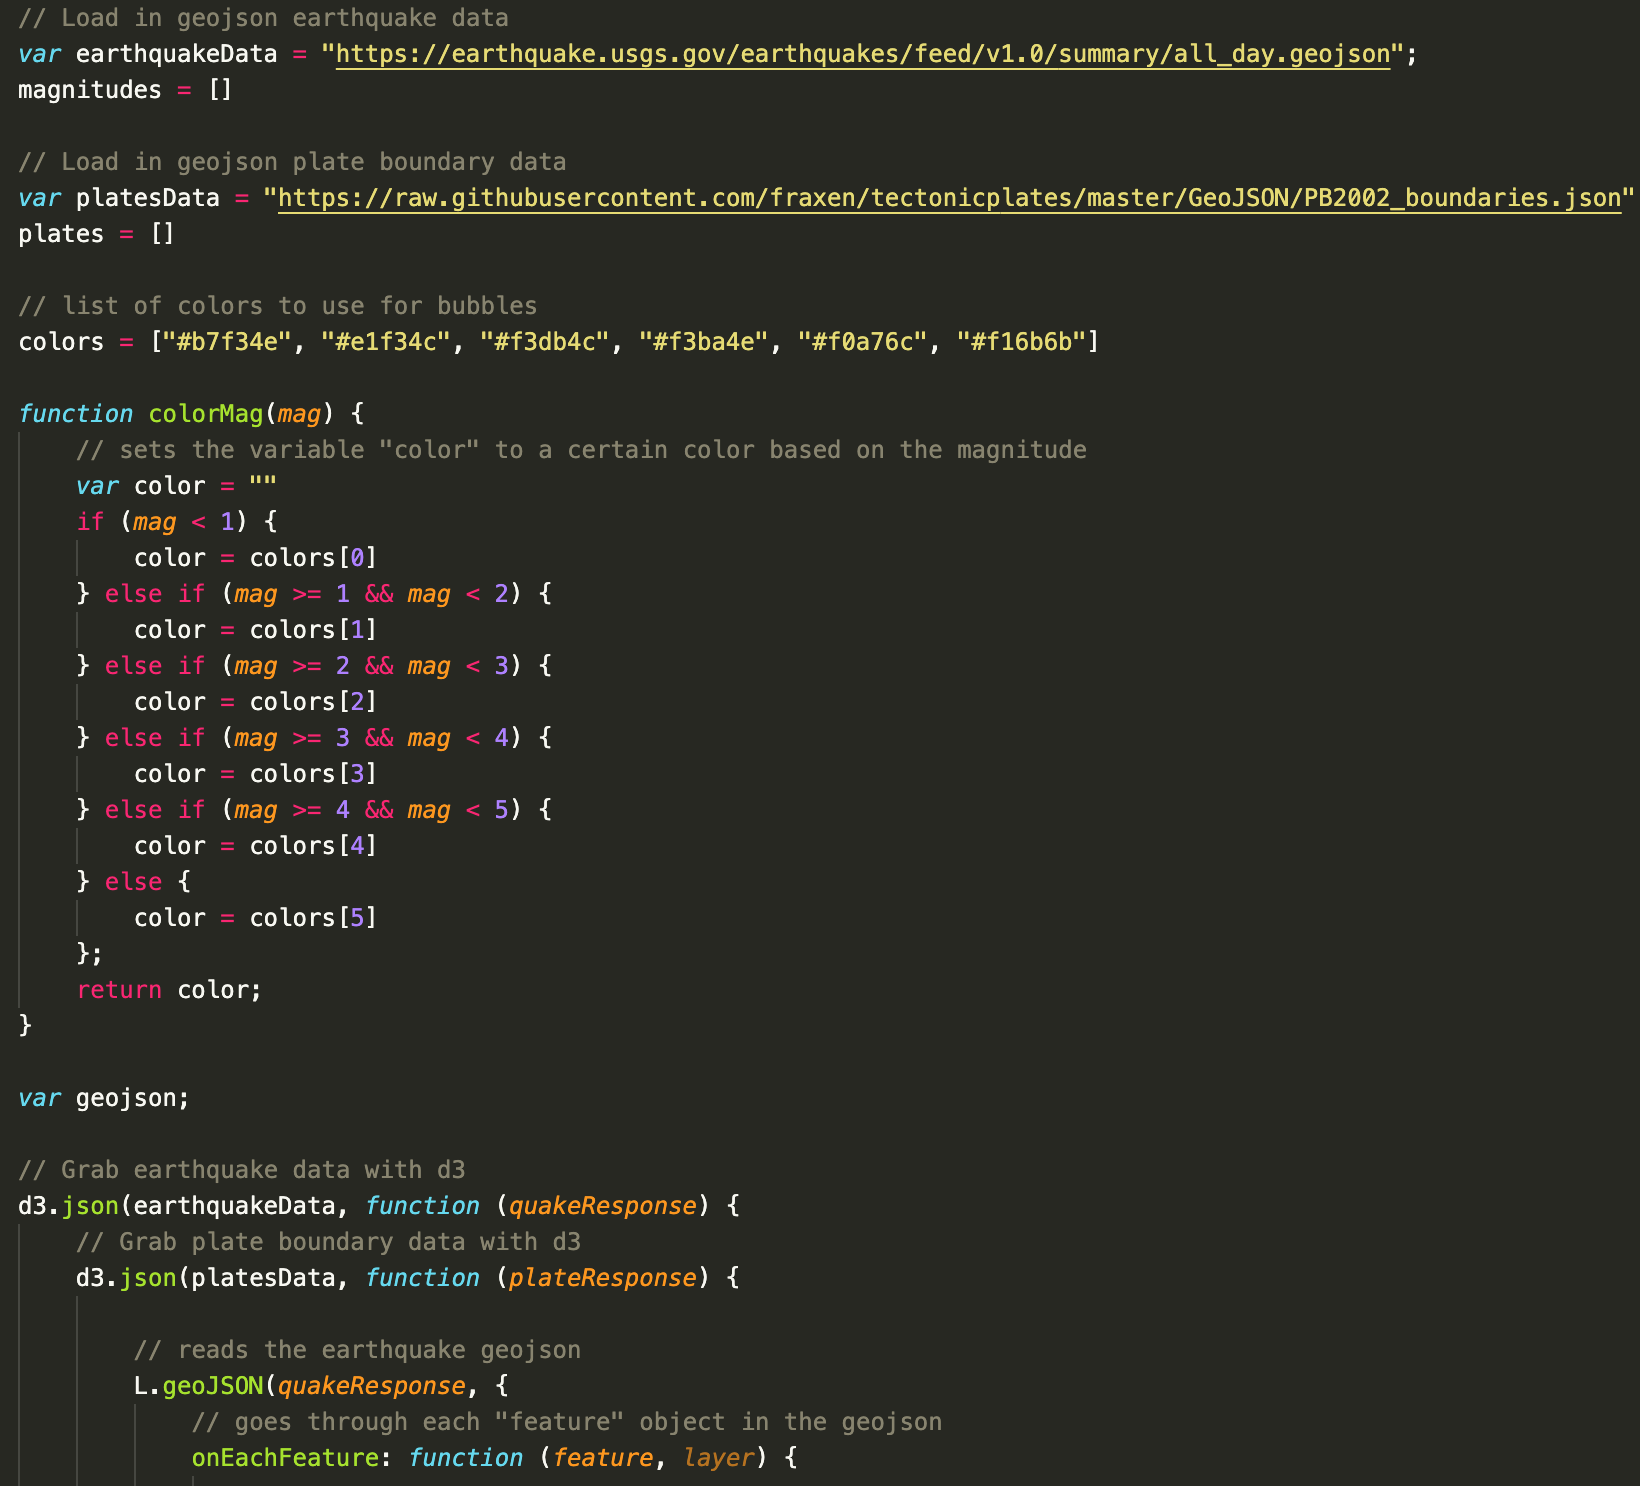 // Load in geojson earthquake data
var earthquakeData = "https://earthquake.usgs.gov/earthquakes/feed/v1.0/summary/all_day.geojson";
magnitudes = []

// Load in geojson plate boundary data
var platesData = "https://raw.githubusercontent.com/fraxen/tectonicplates/master/GeoJSON/PB2002_boundaries.json"
plates = []

// list of colors to use for bubbles
colors = ["#b7f34e", "#e1f34c", "#f3db4c", "#f3ba4e", "#f0a76c", "#f16b6b"]

function colorMag(mag) {
    // sets the variable "color" to a certain color based on the magnitude
    var color = ""
    if (mag < 1) {
        color = colors[0]
    } else if (mag >= 1 && mag < 2) {
        color = colors[1]
    } else if (mag >= 2 && mag < 3) {
        color = colors[2]
    } else if (mag >= 3 && mag < 4) {
        color = colors[3]
    } else if (mag >= 4 && mag < 5) {
        color = colors[4]
    } else {
        color = colors[5]
    };
    return color;
}

var geojson;

// Grab earthquake data with d3
d3.json(earthquakeData, function (quakeResponse) {
    // Grab plate boundary data with d3
    d3.json(platesData, function (plateResponse) {

        // reads the earthquake geojson
        L.geoJSON(quakeResponse, {
            // goes through each "feature" object in the geojson
            onEachFeature: function (feature, layer) {